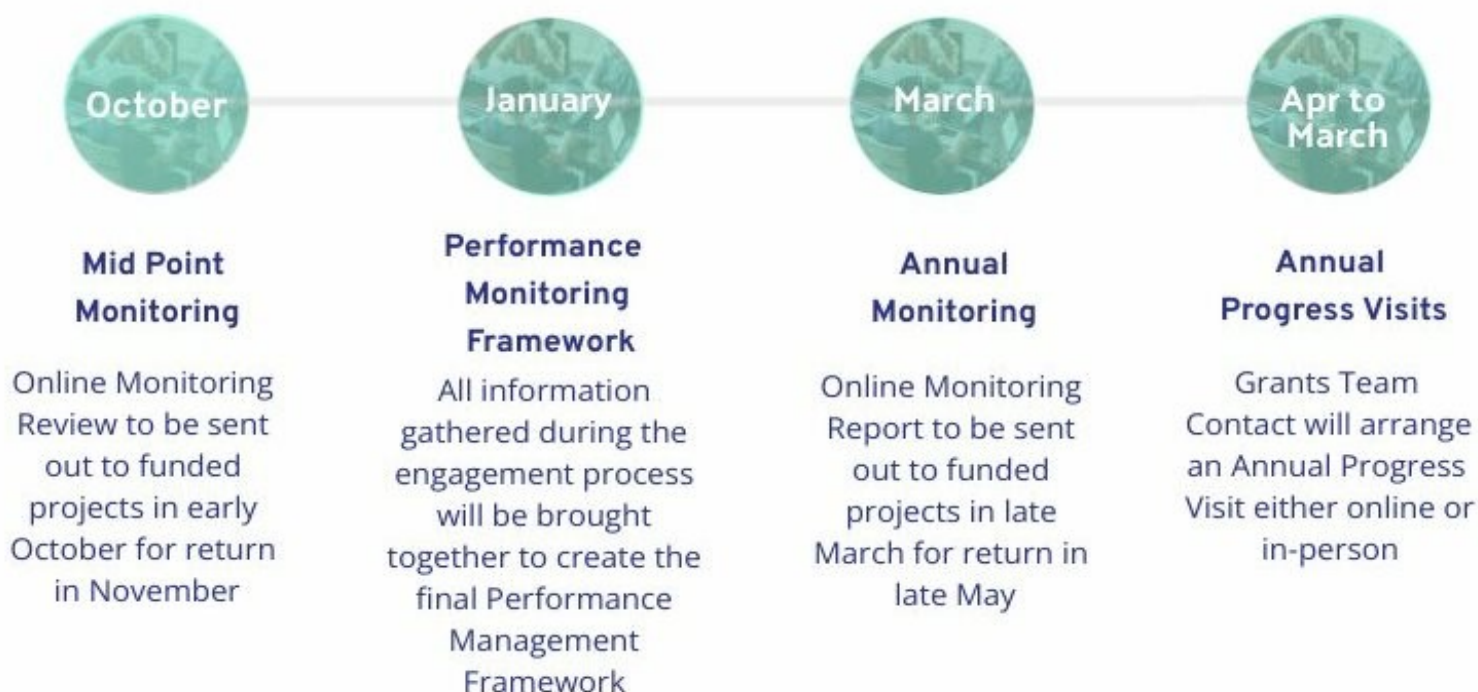 October
Mid Point
Monitoring
Online Monitoring
Review to be sent
out to funded
projects in early
October for return
in November
January
Performance
Monitoring
Framework
All information
gathered during the
engagement process
will be brought
together to create the
final Performance
Management
Framework
March
Annual
Monitoring
Online Monitoring
Report to be sent
out to funded
projects in late
March for return in
late May
Apr to
March
Annual
Progress Visits
Grants Team
Contact will arrange
an Annual Progress
Visit either online or
in-person